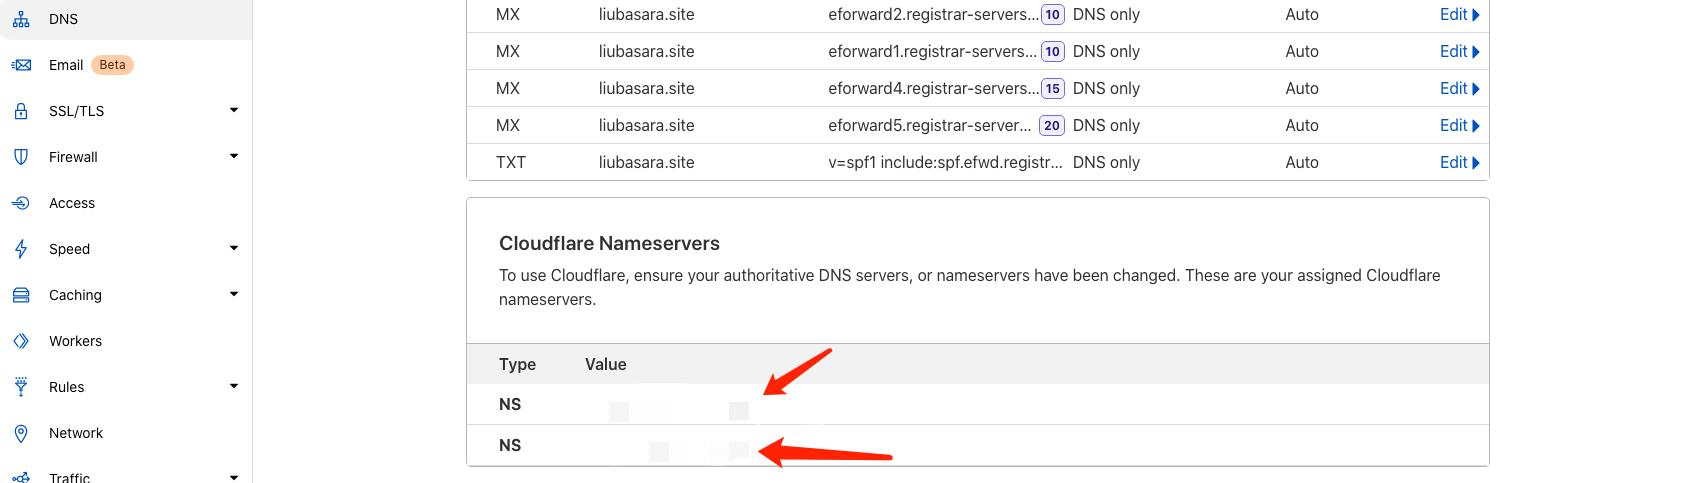 DNS
Email Beta
SSL/TLS
Firewall
Access
Speed
Caching
Workers
Rules
Network
Traffic
MX liubasara.site eforward2.registrar-servers... 10 DNS only Auto Edit
MX liubasara.site eforward1.registrar-servers... 10 DNS only Auto Edit
MX liubasara.site eforward4.registrar-servers... 15 DNS only Auto Edit
MX liubasara.site eforward5.registrar-server... 20 DNS only Auto Edit
TXT liubasara.site v=spf1 include:spf.efwd.registr... DNS only Auto Edit
Cloudflare Nameservers
To use Cloudflare, ensure your authoritative DNS servers, or nameservers have been changed. These are your assigned Cloudflare
nameservers.
Type Value
NS
NS